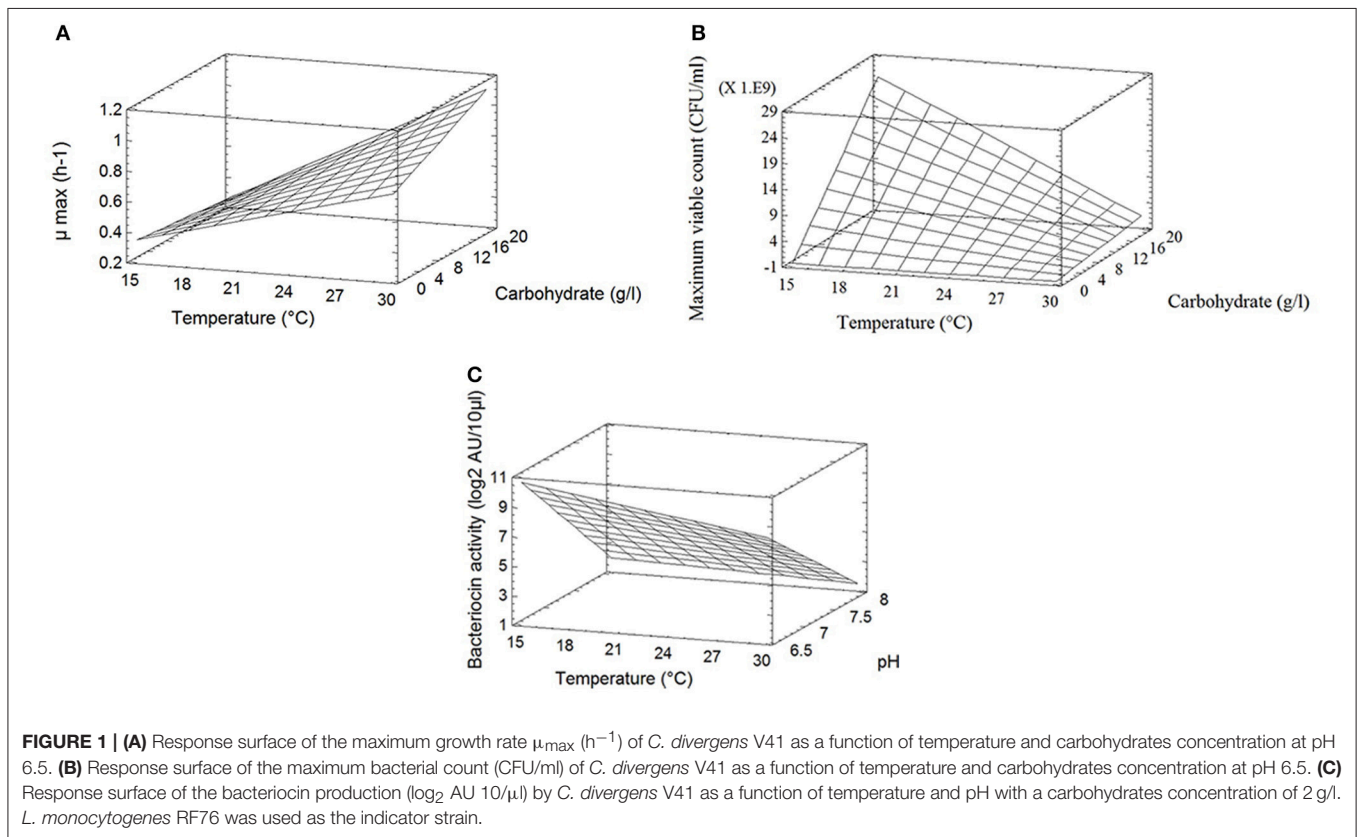 A
μ max (h-1)
1.2
1
0.8
0.6
0.4
0.2
15 18 21 24 27 30
Temperature (°C)
0 4 8 12 16 20
Carbohydrate (g/l)
B
(X 1.E9)
Maximum viable count (CFU/ml)
29
24
19
14
9
4
-1
15 18 21 24 27 30
Temperature (°C)
0 4 8 12 16 20
Carbohydrate (g/l)
C
Bacteriocin activity (log2 AU/10μl)
11
9
7
5
3
1
15 18 21 24 27 30
Temperature (°C)
6.5 7 7.5 8
pH
FIGURE 1 | (A) Response surface of the maximum growth rate μmax (h−1) of C. divergens V41 as a function of temperature and carbohydrates concentration at pH
6.5. (B) Response surface of the maximum bacterial count (CFU/ml) of C. divergens V41 as a function of temperature and carbohydrates concentration at pH 6.5. (C)
Response surface of the bacteriocin production (log2 AU 10/μl) by C. divergens V41 as a function of temperature and pH with a carbohydrates concentration of 2 g/l.
L. monocytogenes RF76 was used as the indicator strain.